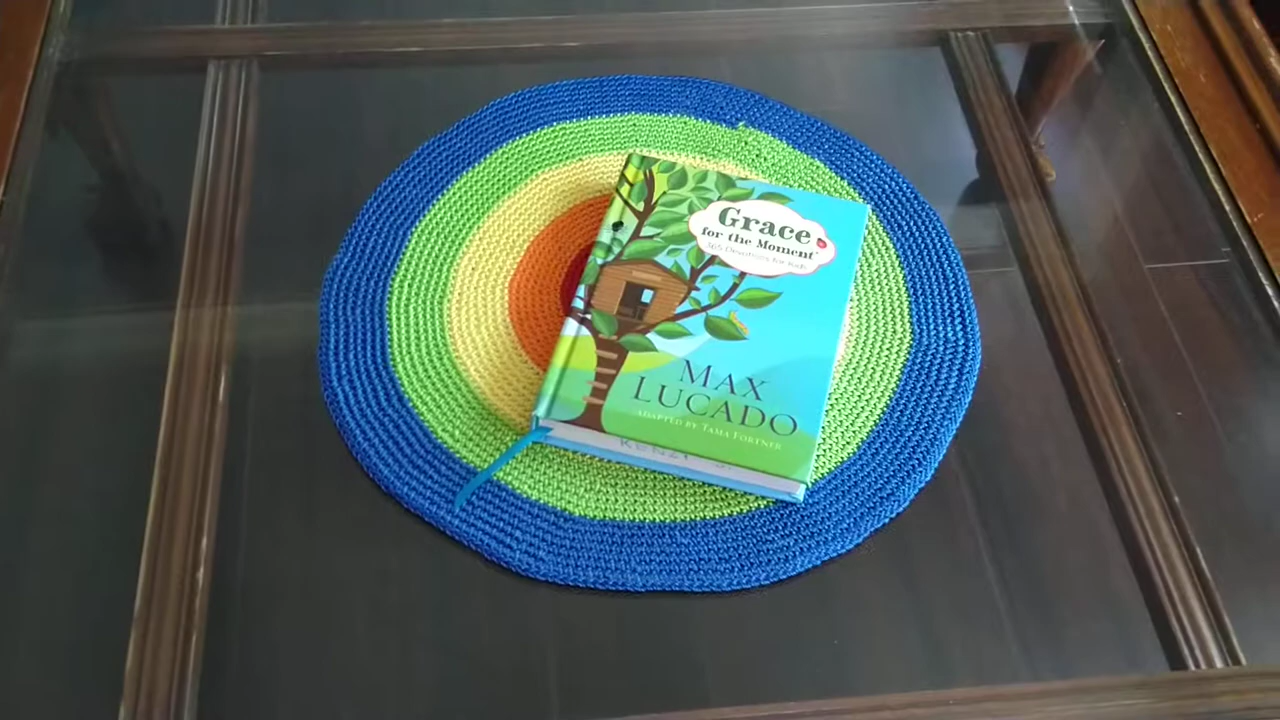 Grace
for the Moment
365 Devotions for Kids
MAX
LUCADO
ADAPTED BY TAMA FORTNER